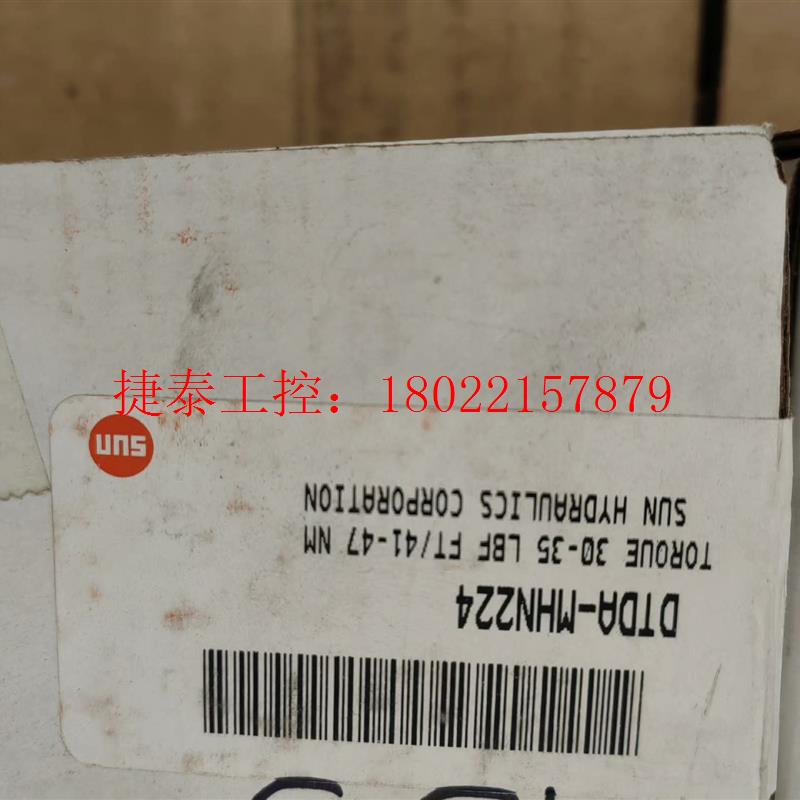 捷泰工控：18022157879
DTDA-MHN224
TORQUE 30-35 LBF FT/41-47 NM
SUN HYDRAULICS CORPORATION
sun